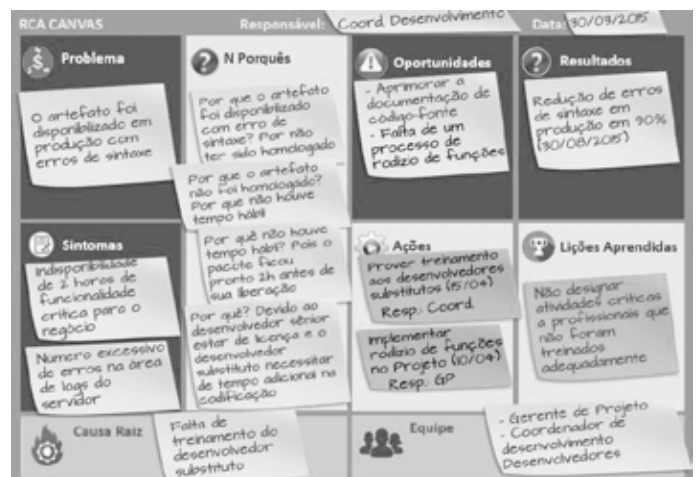 RCA CANVAS
Responsável:
Coord. Desenvolvimento
Data:
30/03/2015
Problema
O artefato foi
disponibilizado em
produção com
erros de sintaxe
N Porquês
Por que o artefato
foi disponibilizado
com erro de
sintaxe? Por não
ter sido homologado
Por que o artefato
não foi homologado?
Por que não houve
tempo hábil
Por quê não houve
tempo hábil? Pois o
pacote ficou
pronto 2h antes de
sua liberação
Por quê? Devido ao
desenvolvedor sênior
estar de licença e o
desenvolvedor
substituto necessitar
de tempo adicional na
codificação
Oportunidades
- Aprimorar a
documentação de
código-fonte
- Falta de um
processo de
rodízio de funções
Resultados
Redução de erros
de sintaxe em
produção em 90%
(30/08/2015)
Sintomas
Indisponibilidade
de 2 horas de
funcionalidade
crítica para o
negócio
Número excessivo
de erros na área
de logs do
servidor
Ações
Prover treinamento
aos desenvolvedores
substitutos (15/04)
Resp.: Coord.
Implementar
rodízio de funções
no Projeto (10/04)
Resp.: GP
Lições Aprendidas
Não designar
atividades críticas
a profissionais que
não foram
treinados
adequadamente
Causa Raiz
Falta de
treinamento do
desenvolvedor
substituto
Equipe
- Gerente de Projeto
- Coordenador de
desenvolvimento
Desenvolvedores